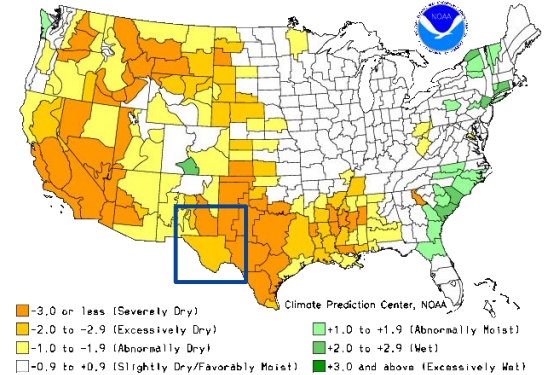 NOAA
Climate Prediction Center, NOAA
-3.0 or less (Severely Dry)
-2.0 to -2.9 (Excessively Dry)
-1.0 to -1.9 (Abnormally Dry)
-0.9 to +0.9 (Slightly Dry/Favorably Moist)
+1.0 to +1.9 (Abnormally Moist)
+2.0 to +2.9 (Wet)
+3.0 and above (Excessively Wet)